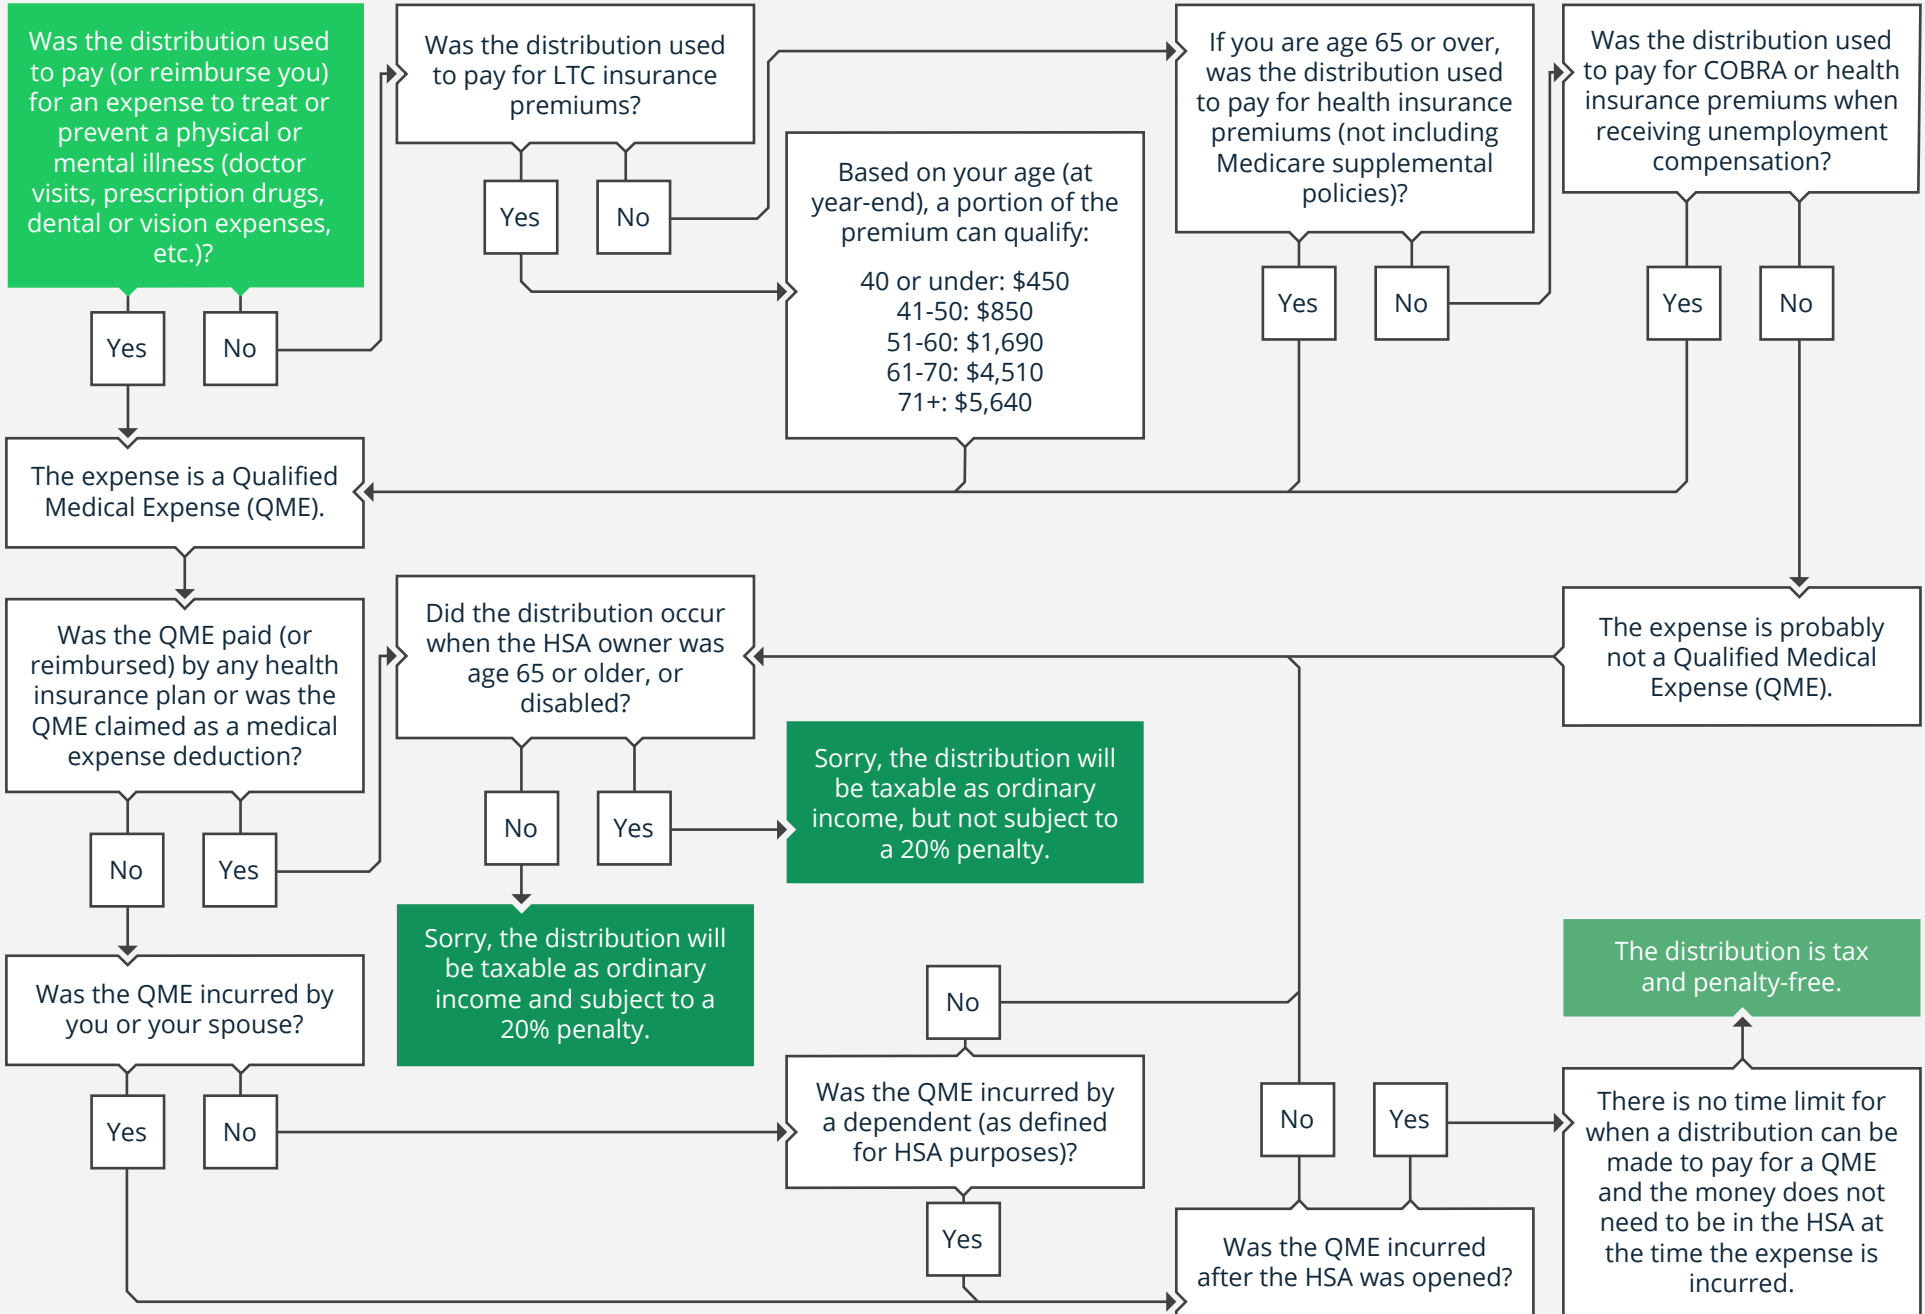 Was the distribution used
to pay (or reimburse you)
for an expense to treat or
prevent a physical or
mental illness (doctor
visits, prescription drugs,
dental or vision expenses,
etc.)?
Yes
No
Was the distribution used
to pay for LTC insurance
premiums?
Yes
No
Based on your age (at
year-end), a portion of the
premium can qualify:
40 or under: $450
41-50: $850
51-60: $1,690
61-70: $4,510
71+: $5,640
If you are age 65 or over,
was the distribution used
to pay for health insurance
premiums (not including
Medicare supplemental
policies)?
Yes
No
Was the distribution used
to pay for COBRA or health
insurance premiums when
receiving unemployment
compensation?
Yes
No
The expense is a Qualified
Medical Expense (QME).
Was the QME paid (or
reimbursed) by any health
insurance plan or was the
QME claimed as a medical
expense deduction?
No
Yes
Did the distribution occur
when the HSA owner was
age 65 or older, or
disabled?
No
Yes
Sorry, the distribution will
be taxable as ordinary
income, but not subject to
a 20% penalty.
Sorry, the distribution will
be taxable as ordinary
income and subject to a
20% penalty.
The expense is probably
not a Qualified Medical
Expense (QME).
Was the QME incurred by
you or your spouse?
Yes
No
No
Was the QME incurred by
a dependent (as defined
for HSA purposes)?
Yes
No
Yes
Was the QME incurred
after the HSA was opened?
The distribution is tax
and penalty-free.
There is no time limit for
when a distribution can be
made to pay for a QME
and the money does not
need to be in the HSA at
the time the expense is
incurred.